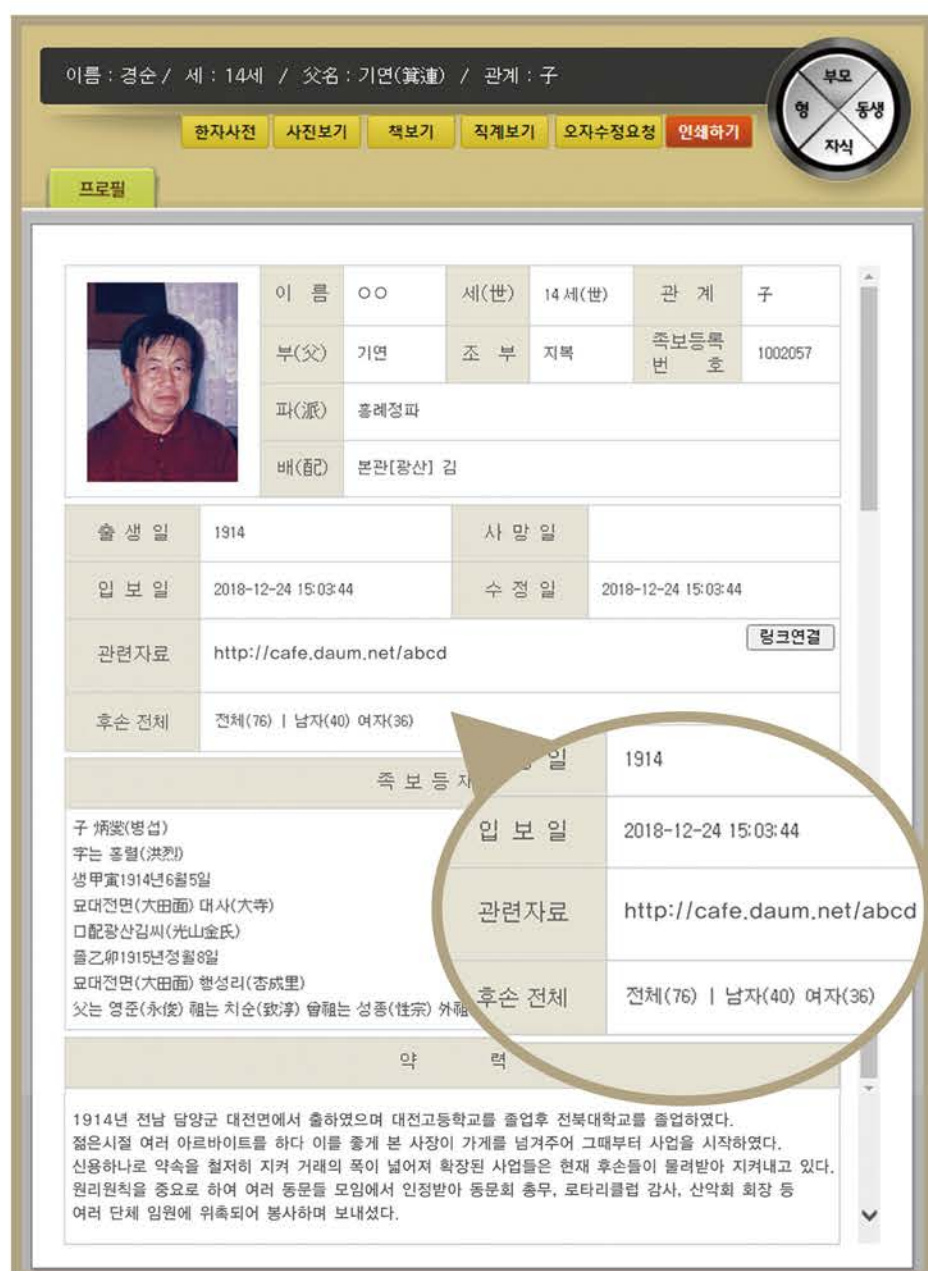 이름 : 경순 / 세 : 14세 / 父名 : 기연(箕連) / 관계 : 子
부모
형
동생
자식
한자사전 사진보기 책보기 직계보기 오자수정요청 인쇄하기
프로필
이 름 ○○ 세(世) 14 세(世) 관 계 子
부(父) 기연 조 부 지복 족보등록번 호 1002057
파(派) 홍례정파
배(配) 본관[광산] 김
출 생 일 1914 사 망 일
입 보 일 2018-12-24 15:03:44 수 정 일 2018-12-24 15:03:44
관련자료 http://cafe.daum.net/abcd 링크연결
후손 전체 전체(76) | 남자(40) 여자(36)
족 보 등
子 (병섭)
字는 홍렬(洪烈)
생甲寅1914년6월5일
묘대전면(大田面) 대사(大寺)
口配광산김씨(光山金氏)
을乙卯1915년정월8일
묘대전면(大田面) 행성리(杏成里)
父는 영준(永俊) 祖는 치순(致淳) 曾祖는 성종(性宗) 外祖
일 1914
입 보 일 2018-12-24 15:03:44
관련자료 http://cafe.daum.net/abcd
후손 전체 전체(76) | 남자(40) 여자(36)
약 력
1914년 전남 담양군 대전면에서 출하였으며 대전고등학교를 졸업후 전북대학교를 졸업하였다.
젊은시절 여러 아르바이트를 하다 이를 좋게 본 사장이 가게를 넘겨주어 그때부터 사업을 시작하였다.
신용하나로 약속을 철저히 지켜 거래의 폭이 넓어져 확장된 사업들은 현재 후손들이 물려받아 지켜내고 있다.
원리원칙을 중요로 하여 여러 동문들 모임에서 인정받아 동문회 총무, 로타리클럽 감사, 산악회 회장 등
여러 단체 임원에 위촉되어 봉사하며 보내셨다.